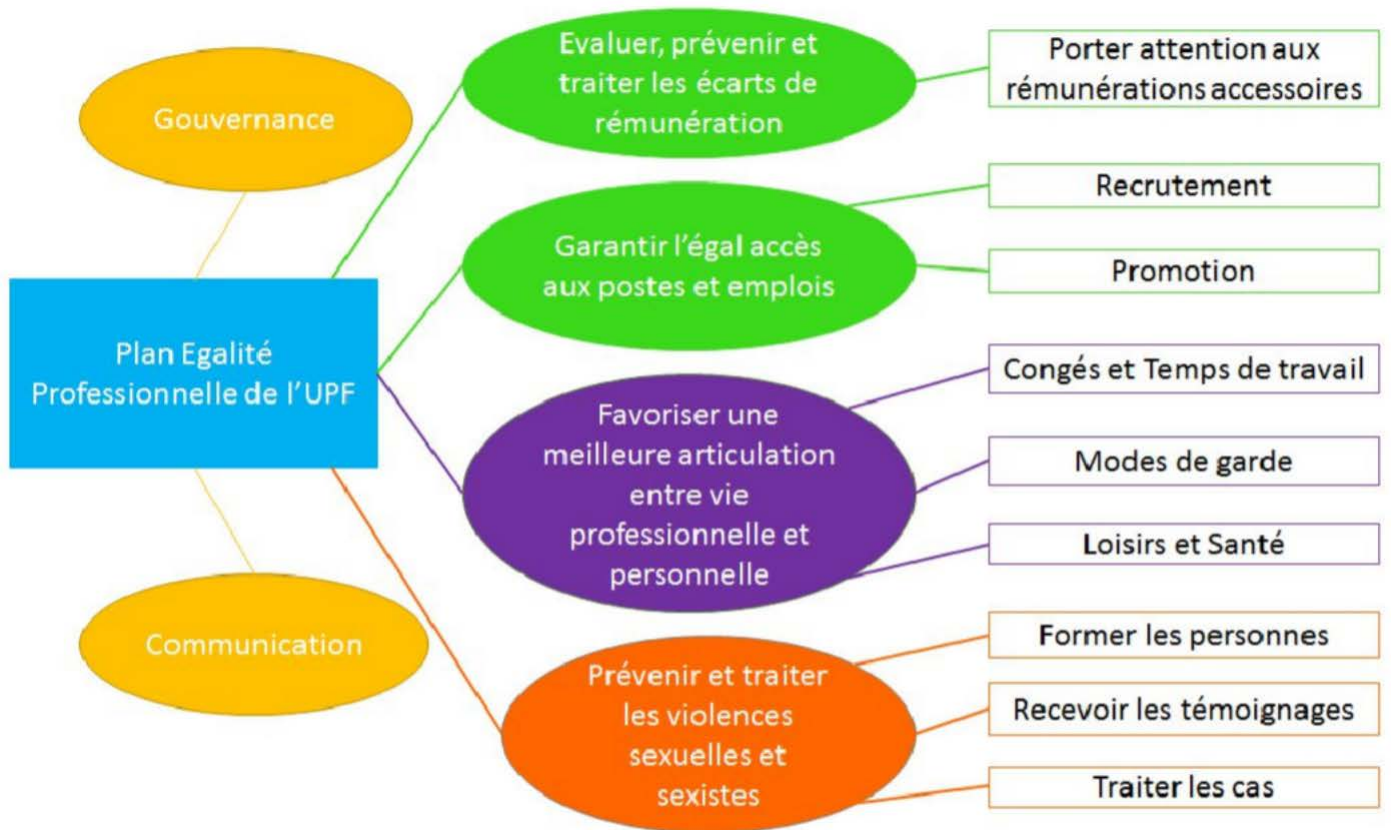 Gouvernance
Plan Egalité
Professionnelle de l'UPF
Communication
Evaluer, prévenir et
traiter les écarts de
rémunération
Porter attention aux
rémunérations accessoires
Garantir l'égal accès
aux postes et emplois
Recrutement
Promotion
Favoriser une
meilleure articulation
entre vie
professionnelle et
personnelle
Congés et Temps de travail
Modes de garde
Loisirs et Santé
Prévenir et traiter
les violences
sexuelles et
sexistes
Former les personnes
Recevoir les témoignages
Traiter les cas